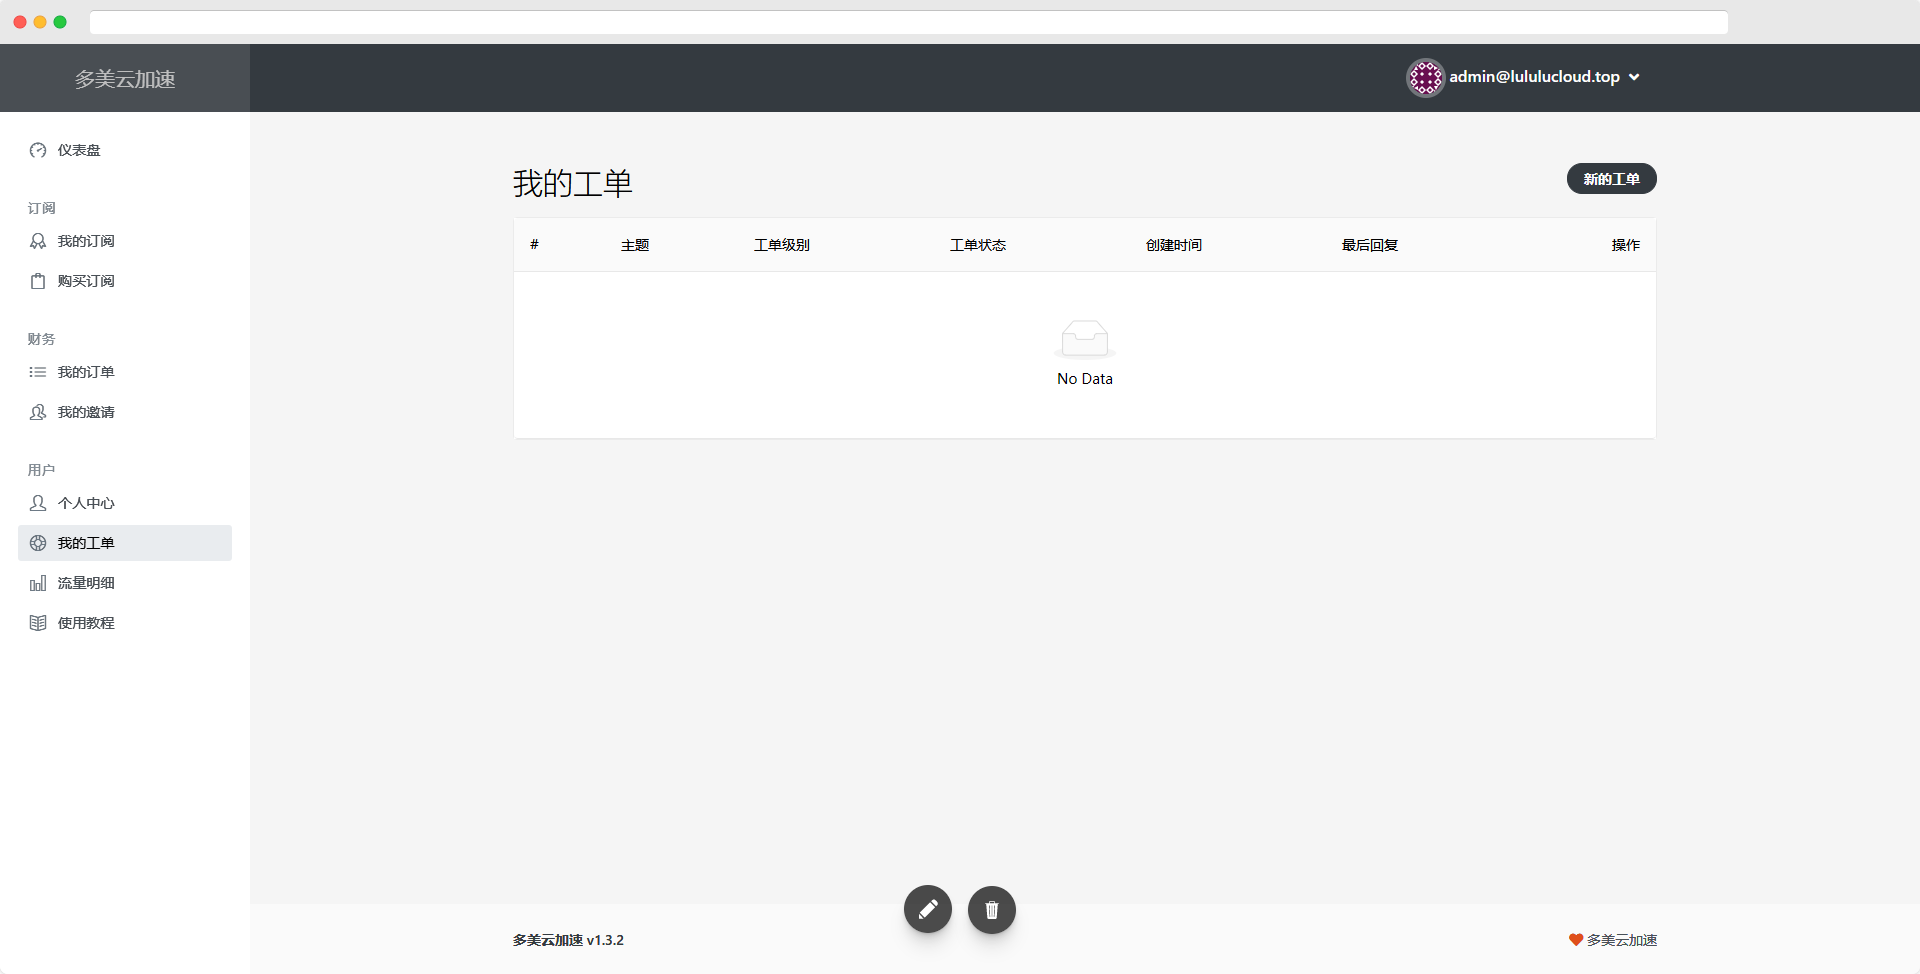 多美云加速
admin@lululucloud.top
仪表盘
订阅
我的订阅
购买订阅
财务
我的订单
我的邀请
用户
个人中心
我的工单
流量明细
使用教程
我的工单
新的工单
# 主题 工单级别 工单状态 创建时间 最后回复 操作
No Data
多美云加速 v1.3.2
多美云加速